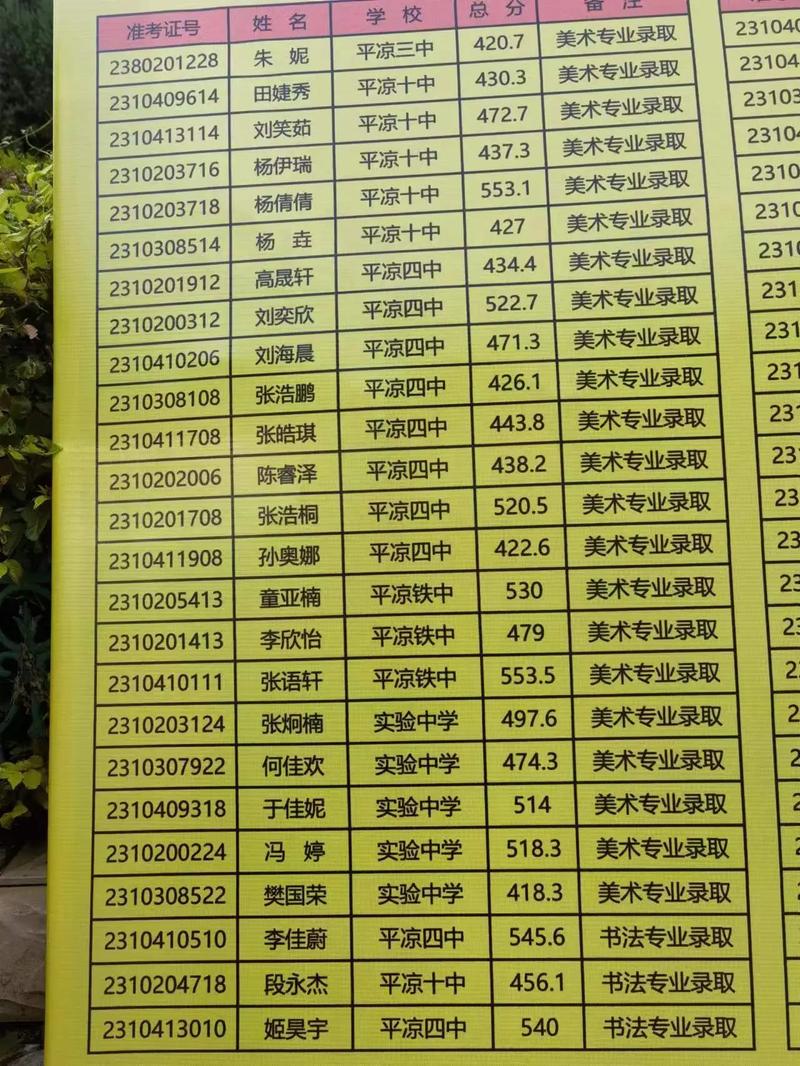 准考证号 姓名 学校 总分 备注
2380201228 朱妮 平凉三中 420.7 美术专业录取
2310409614 田婕秀 平凉十中 430.3 美术专业录取
2310413114 刘笑茹 平凉十中 472.7 美术专业录取
2310203716 杨伊瑞 平凉十中 437.3 美术专业录取
2310203718 杨倩倩 平凉十中 553.1 美术专业录取
2310308514 杨垚 平凉十中 427 美术专业录取
2310201912 高晟轩 平凉四中 434.4 美术专业录取
2310200312 刘奕欣 平凉四中 522.7 美术专业录取
2310410206 刘海晨 平凉四中 471.3 美术专业录取
2310308108 张浩鹏 平凉四中 426.1 美术专业录取
2310411708 张皓琪 平凉四中 443.8 美术专业录取
2310202006 陈睿泽 平凉四中 438.2 美术专业录取
2310201708 张浩桐 平凉四中 520.5 美术专业录取
2310411908 孙奥娜 平凉四中 422.6 美术专业录取
2310205413 童亚楠 平凉铁中 530 美术专业录取
2310201413 李欣怡 平凉铁中 479 美术专业录取
2310410111 张语轩 平凉铁中 553.5 美术专业录取
2310203124 张炯楠 实验中学 497.6 美术专业录取
2310307922 何佳欢 实验中学 474.3 美术专业录取
2310409318 于佳妮 实验中学 514 美术专业录取
2310200224 冯婷 实验中学 518.3 美术专业录取
2310308522 樊国荣 实验中学 418.3 美术专业录取
2310410510 李佳蔚 平凉四中 545.6 书法专业录取
2310204718 段永杰 平凉十中 456.1 书法专业录取
2310413010 姬昊宇 平凉四中 540 书法专业录取